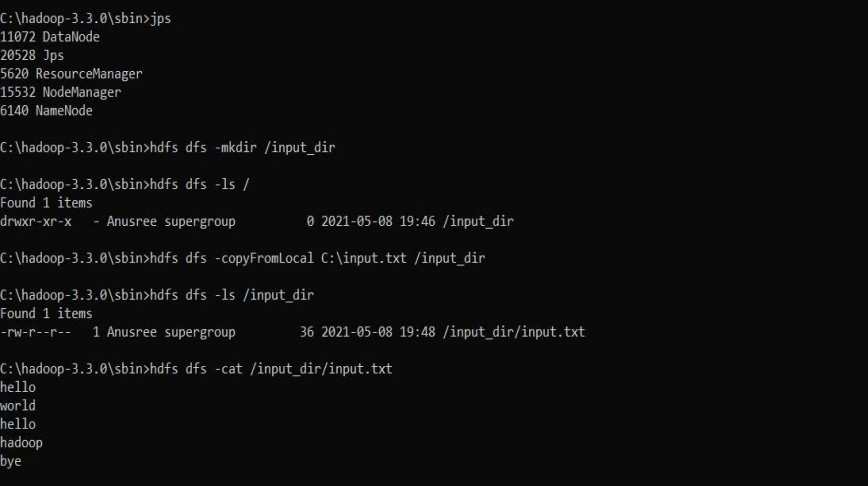 C:\hadoop-3.3.0\sbin>jps
11072 DataNode
20528 Jps
5620 ResourceManager
15532 NodeManager
6140 NameNode
C:\hadoop-3.3.0\sbin>hdfs dfs -mkdir /input_dir
C:\hadoop-3.3.0\sbin>hdfs dfs -ls /
Found 1 items
drwxr-xr-x   - Anusree supergroup          0 2021-05-08 19:46 /input_dir
C:\hadoop-3.3.0\sbin>hdfs dfs -copyFromLocal C:\input.txt /input_dir
C:\hadoop-3.3.0\sbin>hdfs dfs -ls /input_dir
Found 1 items
-rw-r--r--   1 Anusree supergroup         36 2021-05-08 19:48 /input_dir/input.txt
C:\hadoop-3.3.0\sbin>hdfs dfs -cat /input_dir/input.txt
hello
world
hello
hadoop
bye